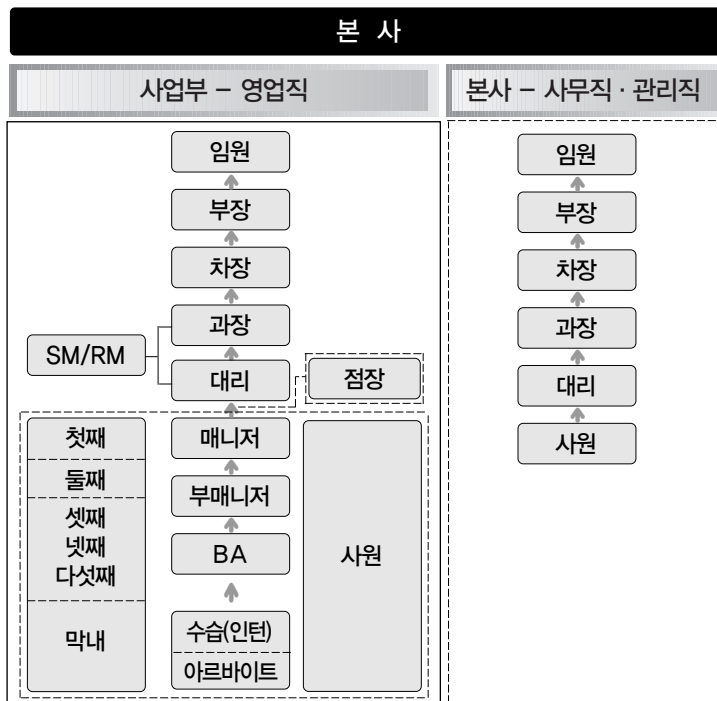 본 사
사업부 – 영업직
본사 – 사무직 · 관리직
임원
부장
차장
과장
SM/RM
대리
점장
첫째
매니저
둘째
부매니저
셋째
넷째
다섯째
BA
사원
막내
수습(인턴)
아르바이트
임원
부장
차장
과장
대리
사원